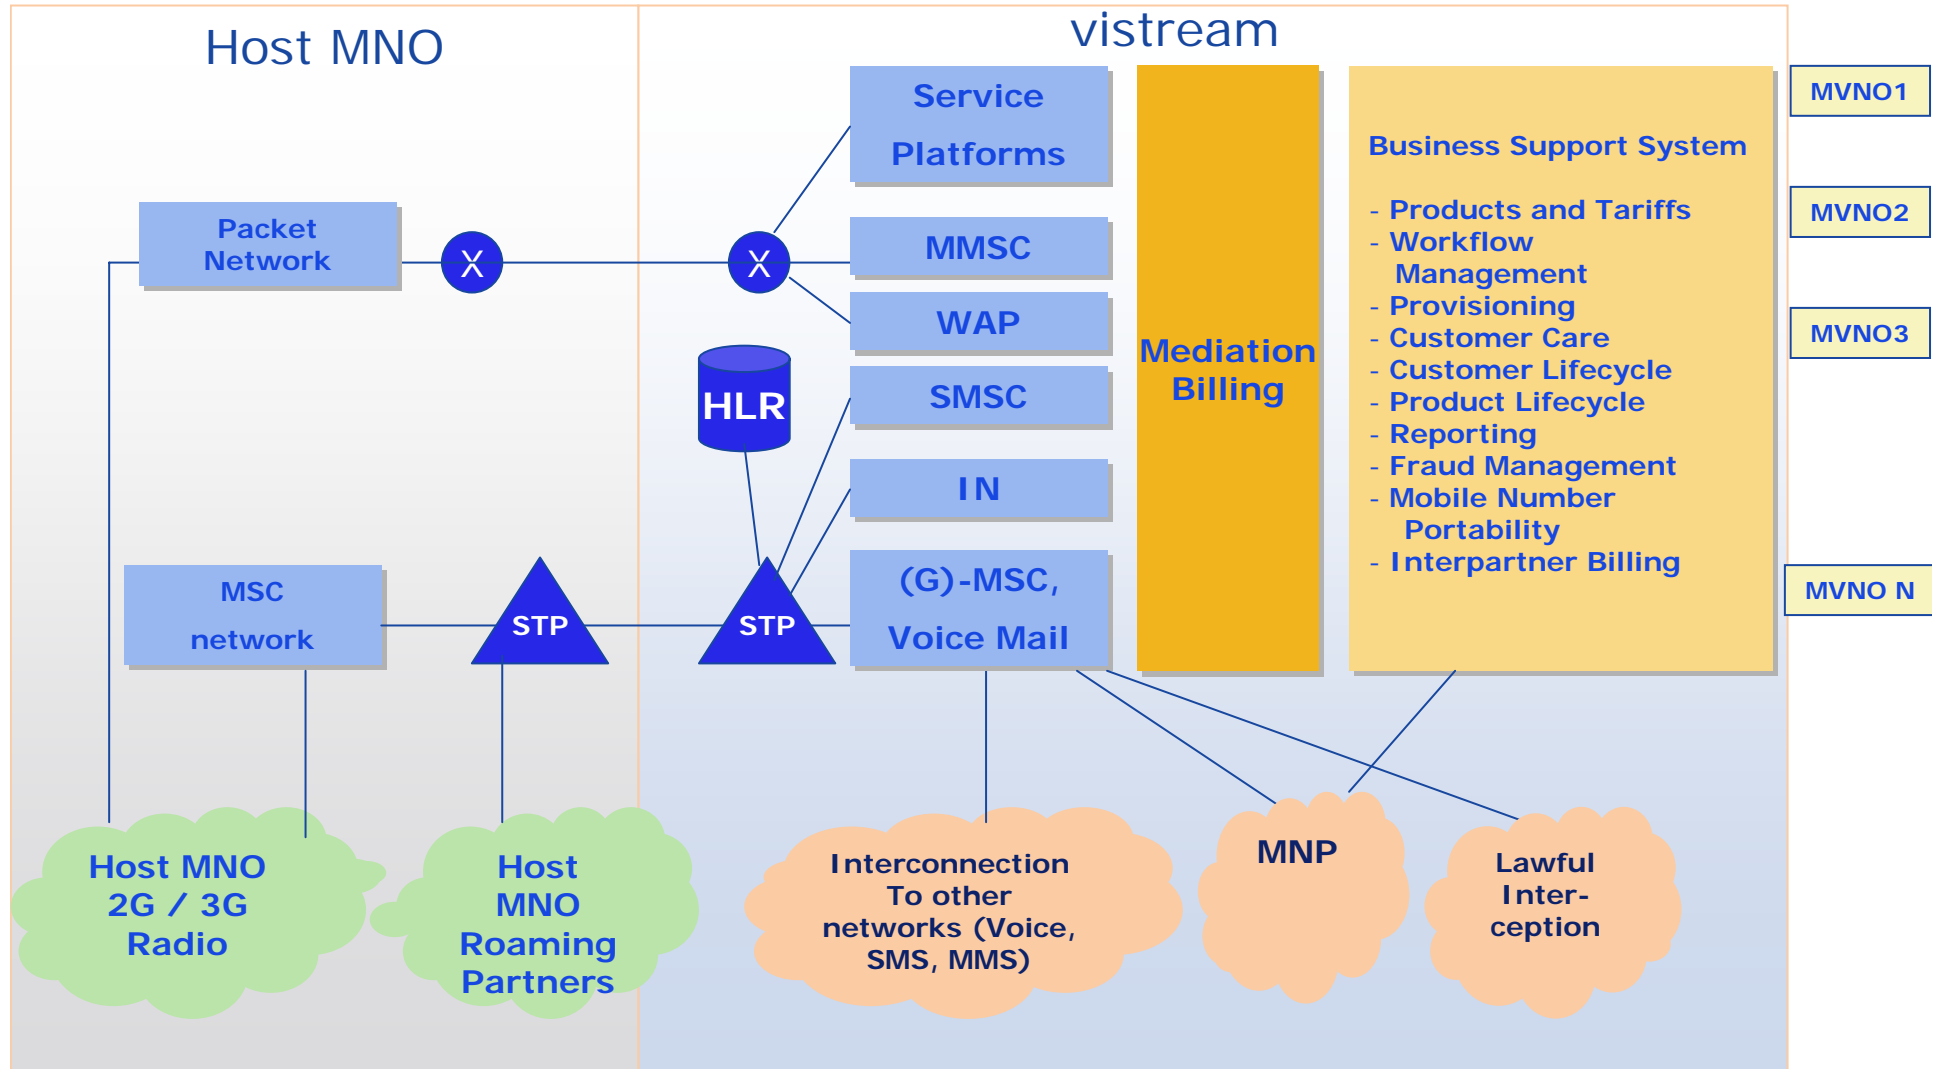 Host MNO
vistream
Packet
Network
X
X
HLR
MSC
network
STP
STP
Service
Platforms
MMSC
WAP
SMSC
IN
(G)-MSC,
Voice Mail
Mediation
Billing
Business Support System
- Products and Tariffs
- Workflow
Management
- Provisioning
- Customer Care
- Customer Lifecycle
- Product Lifecycle
- Reporting
- Fraud Management
- Mobile Number
Portability
- Interpartner Billing
MVNO1
MVNO2
MVNO3
MVNO N
Host MNO
2G / 3G
Radio
Host
MNO
Roaming
Partners
Interconnection
To other
networks (Voice,
SMS, MMS)
MNP
Lawful
Inter-
ception